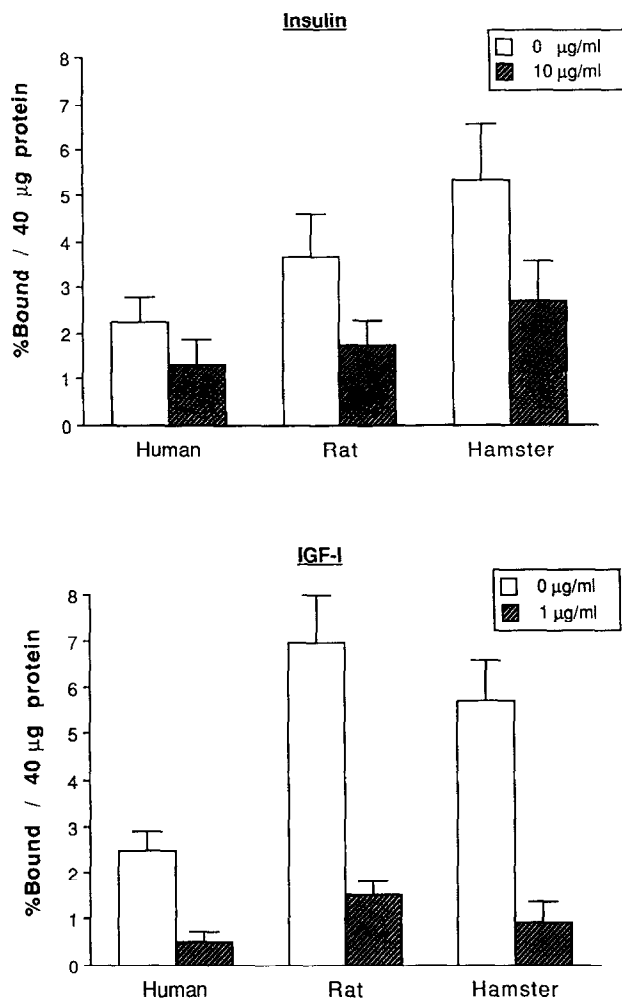 Insulin
0 µg/ml
10 µg/ml
8
7
6
5
4
3
2
1
0
%Bound / 40 µg protein
Human Rat Hamster
IGF-I
0 µg/ml
1 µg/ml
8
7
6
5
4
3
2
1
0
%Bound / 40 µg protein
Human Rat Hamster